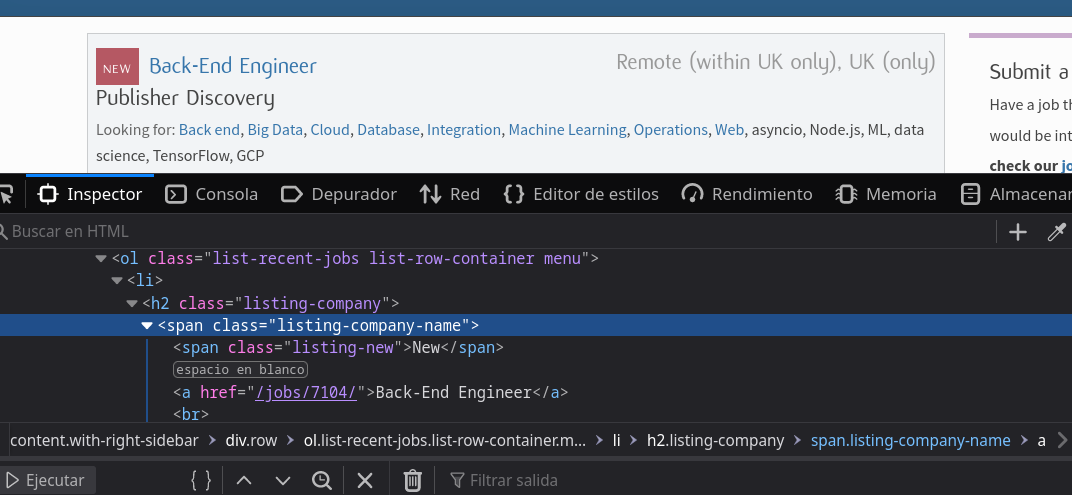 NEW Back-End Engineer Remote (within UK only), UK (only)
Publisher Discovery
Looking for: Back end, Big Data, Cloud, Database, Integration, Machine Learning, Operations, Web, asyncio, Node.js, ML, data
science, TensorFlow, GCP
Submit a
Have a job th
would be int
check our jo
Inspector Consola Depurador Red Editor de estilos Rendimiento Memoria Almacenar
Buscar en HTML
<ol class="list-recent-jobs list-row-container menu">
<li>
<h2 class="listing-company">
<span class="listing-company-name">
<span class="listing-new">New</span>
espacio en blanco
<a href="/jobs/7104/">Back-End Engineer</a>
<br>
content.with-right-sidebar > div.row > ol.list-recent-jobs.list-row-container.m... > li > h2.listing-company > span.listing-company-name > a
Ejecutar { } Filtrar salida